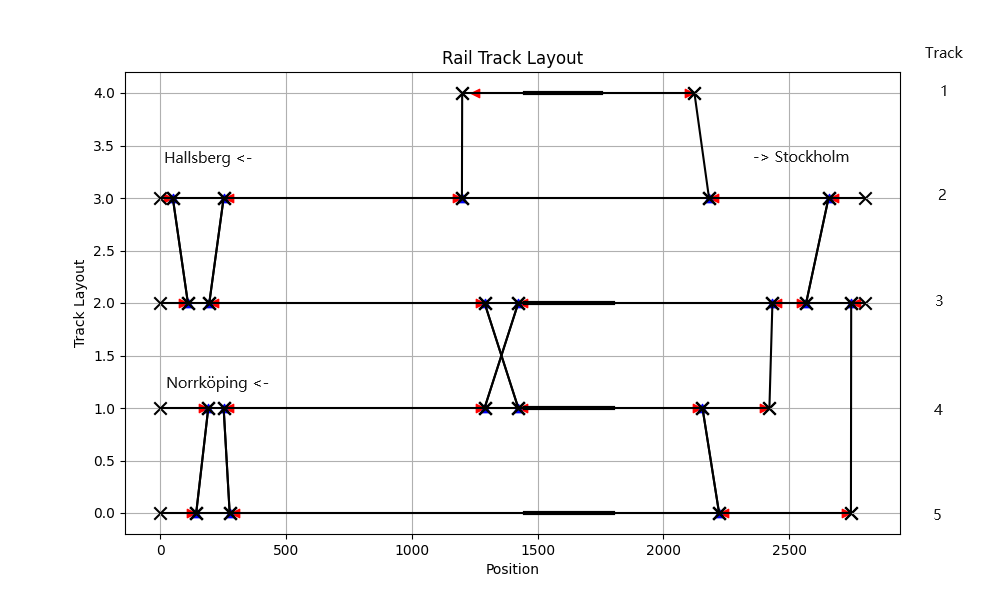 Rail Track Layout
Track
4.0
1
3.5
Hallsberg <-
-> Stockholm
3.0
2
2.5
2.0
3
1.5
Norrköping <-
1.0
4
0.5
0.0
5
Track Layout
0 500 1000 1500 2000 2500
Position